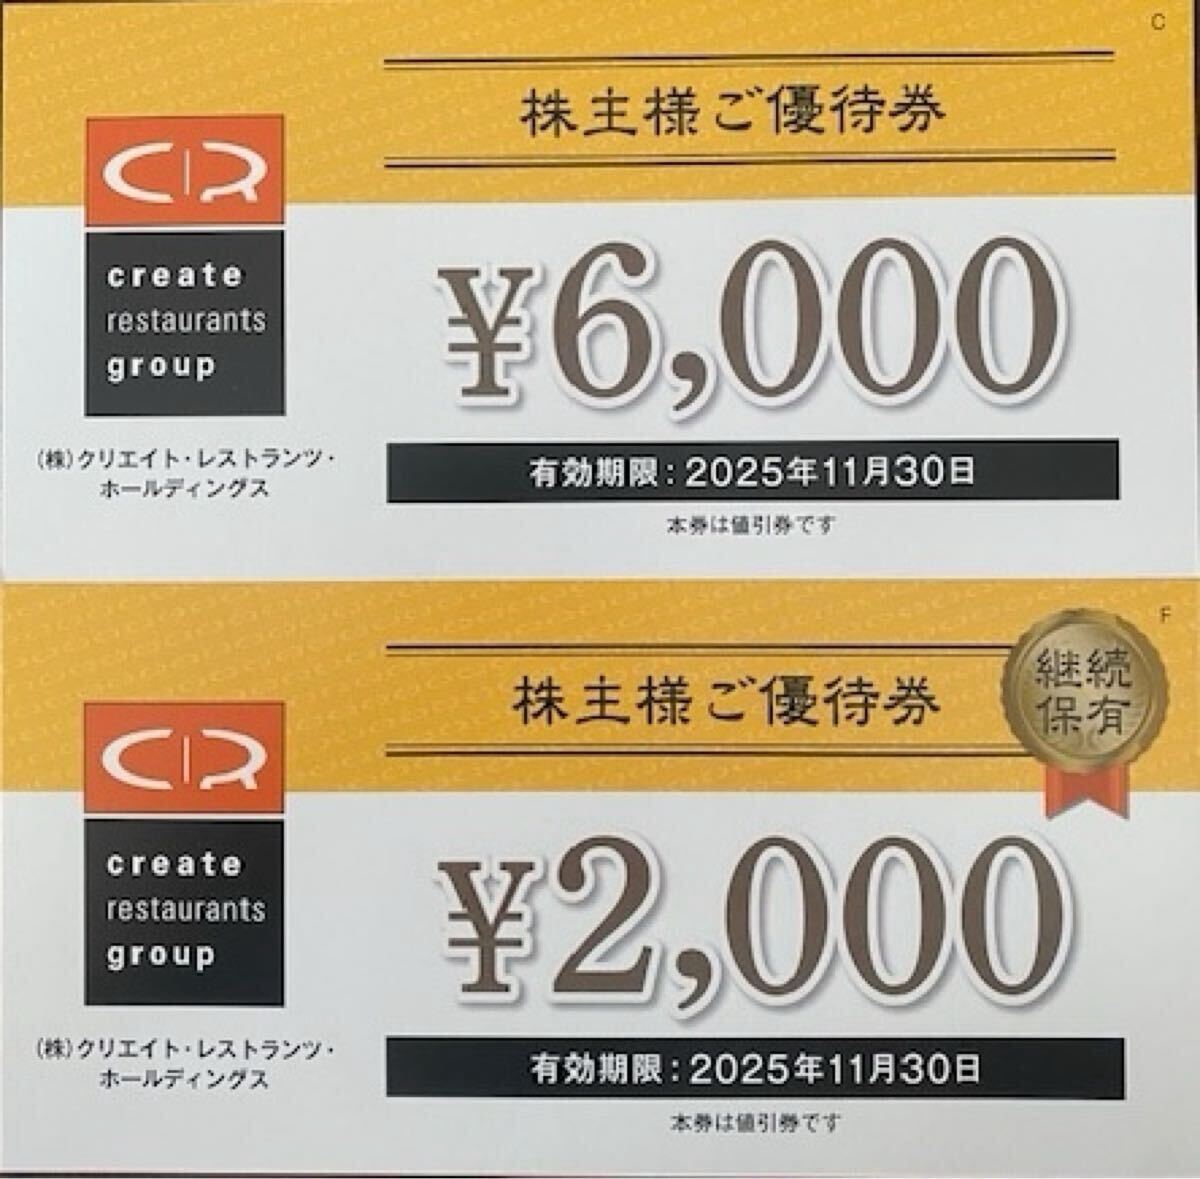 C
株主様ご優待券
CR
create
restaurants
group
¥6,000
(株)クリエイト・レストランツ・
ホールディングス
有効期限：2025年11月30日
本券は値引券です
F
継続
保有
株主様ご優待券
CR
create
restaurants
group
¥2,000
(株)クリエイト・レストランツ・
ホールディングス
有効期限：2025年11月30日
本券は値引券です